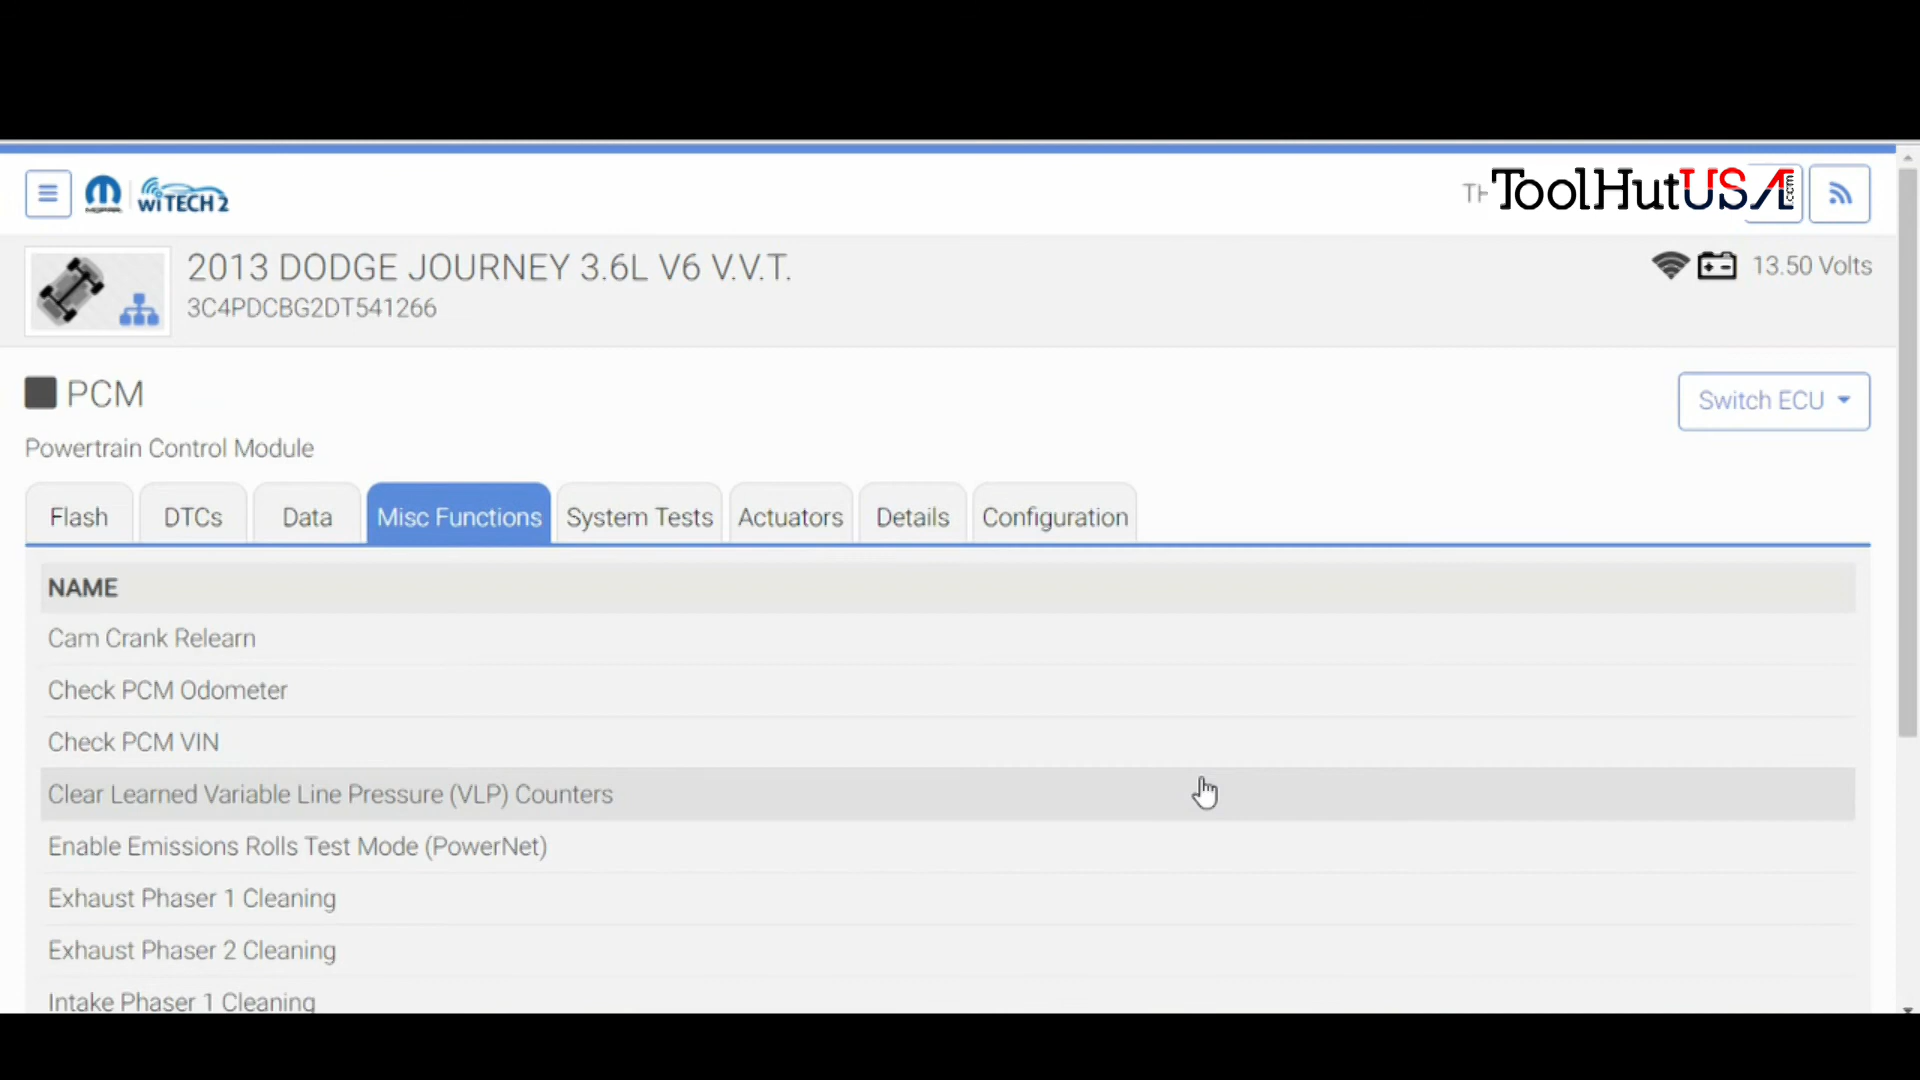 MOPAR
wiTECH 2
TH
ToolHutUSA.com
2013 DODGE JOURNEY 3.6L V6 V.V.T.
3C4PDCBG2DT541266
13.50 Volts
PCM
Switch ECU
Powertrain Control Module
Flash DTCs Data Misc Functions System Tests Actuators Details Configuration
NAME
Cam Crank Relearn
Check PCM Odometer
Check PCM VIN
Clear Learned Variable Line Pressure (VLP) Counters
Enable Emissions Rolls Test Mode (PowerNet)
Exhaust Phaser 1 Cleaning
Exhaust Phaser 2 Cleaning
Intake Phaser 1 Cleaning